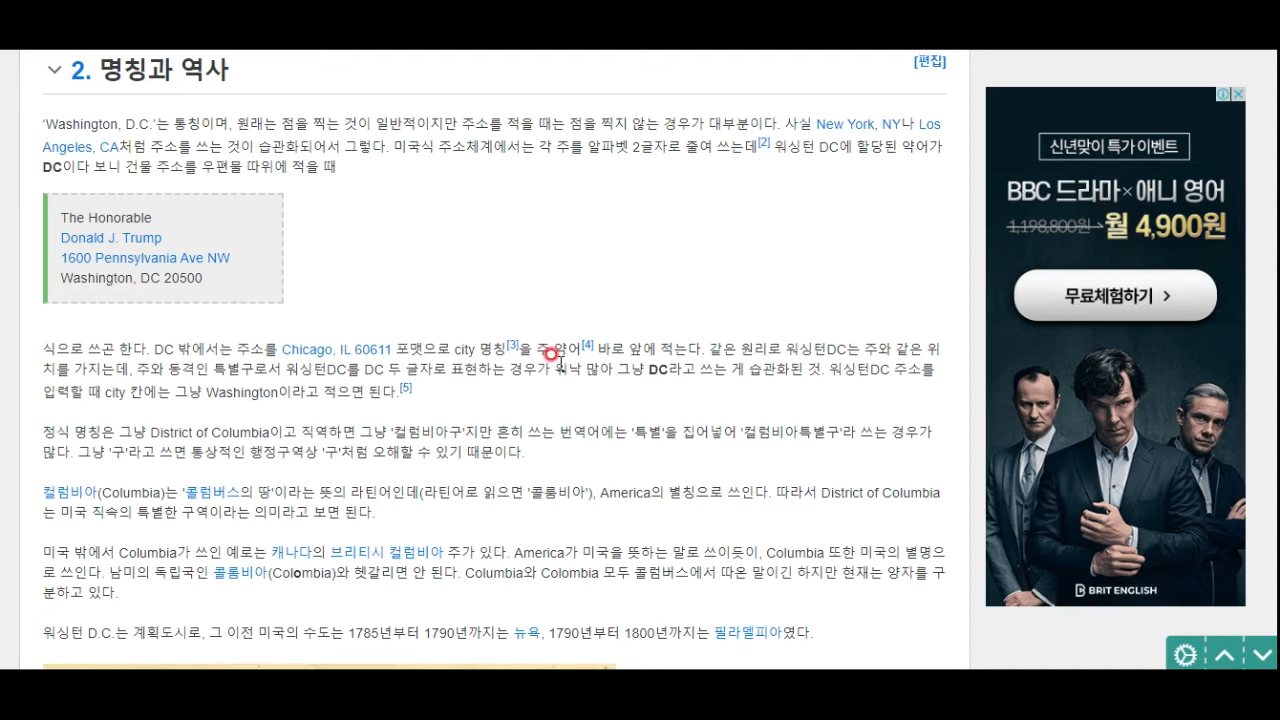 2. 명칭과 역사
[편집]
'Washington, D.C.'는 통칭이며, 원래는 점을 찍는 것이 일반적이지만 주소를 적을 때는 점을 찍지 않는 경우가 대부분이다. 사실 New York, NY나 Los
Angeles, CA처럼 주소를 쓰는 것이 습관화되어서 그렇다. 미국식 주소체계에서는 각 주를 알파벳 2글자로 줄여 쓰는데[2] 워싱턴 DC에 할당된 약어가
DC이다 보니 건물 주소를 우편물 따위에 적을 때
The Honorable
Donald J. Trump
1600 Pennsylvania Ave NW
Washington, DC 20500
식으로 쓰곤 한다. DC 밖에서는 주소를 Chicago, IL 60611 포맷으로 city 명칭[3]을 주 약어[4] 바로 앞에 적는다. 같은 원리로 워싱턴DC는 주와 같은 위
치를 가지는데, 주와 동격인 특별구로서 워싱턴DC를 DC 두 글자로 표현하는 경우가 워낙 많아 그냥 DC라고 쓰는 게 습관화된 것. 워싱턴DC 주소를
입력할 때 city 칸에는 그냥 Washington이라고 적으면 된다.[5]
정식 명칭은 그냥 District of Columbia이고 직역하면 그냥 '컬럼비아구'지만 흔히 쓰는 번역어에는 '특별'을 집어넣어 '컬럼비아특별구'라 쓰는 경우가
많다. 그냥 '구'라고 쓰면 통상적인 행정구역상 '구'처럼 오해할 수 있기 때문이다.
컬럼비아(Columbia)는 '콜럼버스의 땅'이라는 뜻의 라틴어인데(라틴어로 읽으면 '콜룸비아'), America의 별칭으로 쓰인다. 따라서 District of Columbia
는 미국 직속의 특별한 구역이라는 의미라고 보면 된다.
미국 밖에서 Columbia가 쓰인 예로는 캐나다의 브리티시 컬럼비아 주가 있다. America가 미국을 뜻하는 말로 쓰이듯이, Columbia 또한 미국의 별명으
로 쓰인다. 남미의 독립국인 콜롬비아(Colombia)와 헷갈리면 안 된다. Columbia와 Colombia 모두 콜럼버스에서 따온 말이긴 하지만 현재는 양자를 구
분하고 있다.
워싱턴 D.C.는 계획도시로, 그 이전 미국의 수도는 1785년부터 1790년까지는 뉴욕, 1790년부터 1800년까지는 필라델피아였다.
신년맞이 특가 이벤트
BBC 드라마×애니 영어
1,198,800원→월 4,900원
무료체험하기 >
BRIT ENGLISH